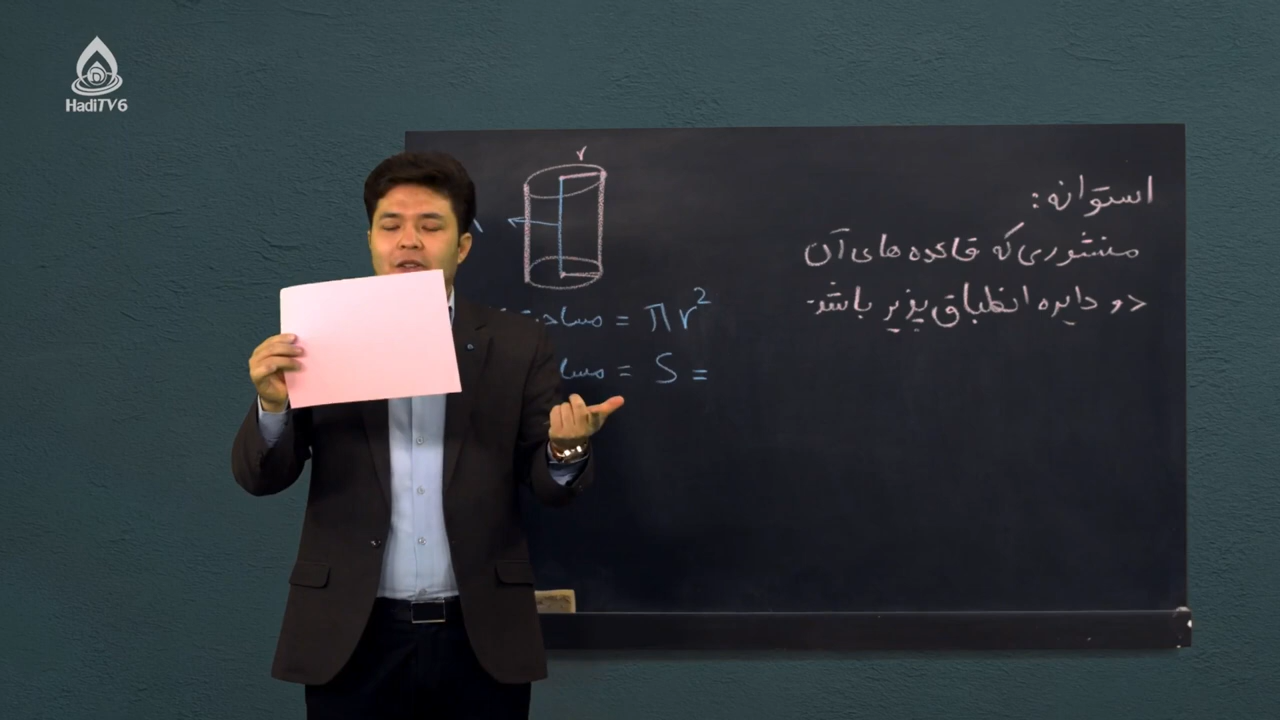 HadiTV6
استوانه:
منشوری که قاعده های آن
دو دایره انطباق پذیر باشد.
r
= πr²
= S =